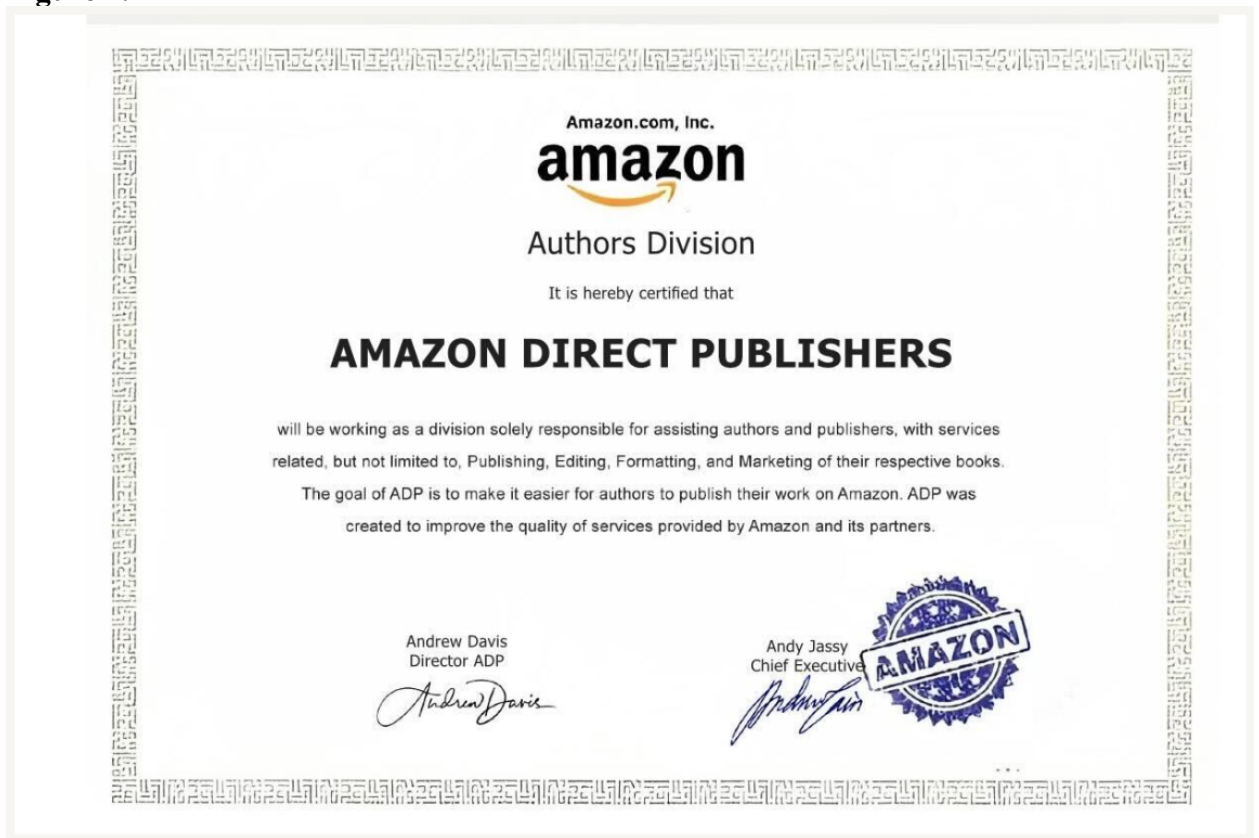 Amazon.com, Inc.
amazon
Authors Division
It is hereby certified that
AMAZON DIRECT PUBLISHERS
will be working as a division solely responsible for assisting authors and publishers, with services
related, but not limited to, Publishing, Editing, Formatting, and Marketing of their respective books.
The goal of ADP is to make it easier for authors to publish their work on Amazon. ADP was
created to improve the quality of services provided by Amazon and its partners.
Andrew Davis
Director ADP
Andrew Davis
Andy Jassy
Chief Executive
AMAZON